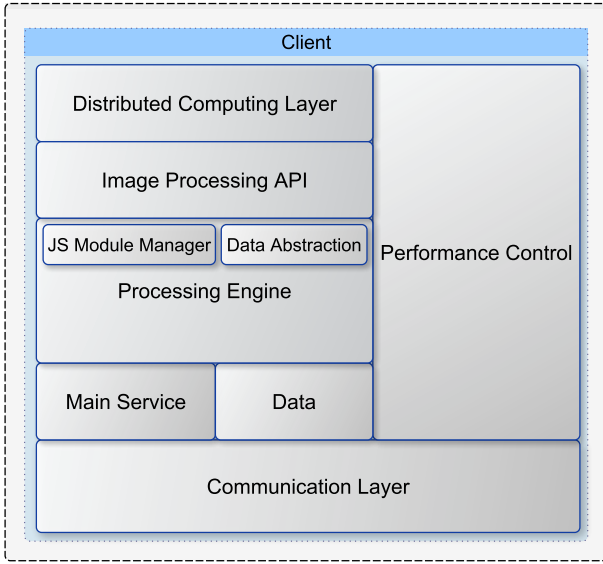 Client
Distributed Computing Layer
Image Processing API
JS Module Manager
Data Abstraction
Processing Engine
Performance Control
Main Service
Data
Communication Layer